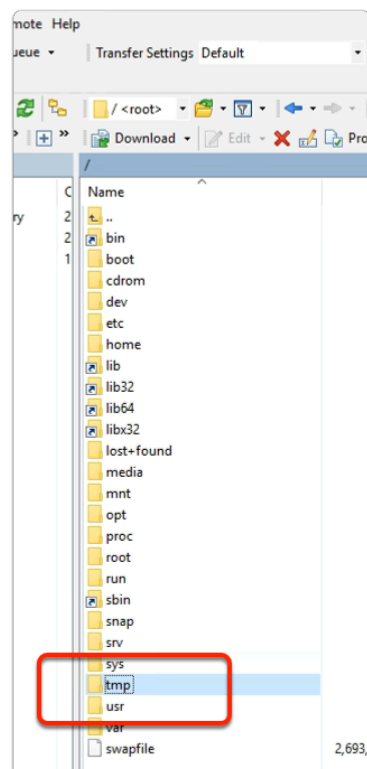 mote Help
ueue Transfer Settings Default
/ <root>
» Download Edit Pro
/
C Name
ry 2 ..
2 bin
1 boot
cdrom
dev
etc
home
lib
lib32
lib64
libx32
lost+found
media
mnt
opt
proc
root
run
sbin
snap
srv
sys
tmp
usr
var
swapfile 2,693,